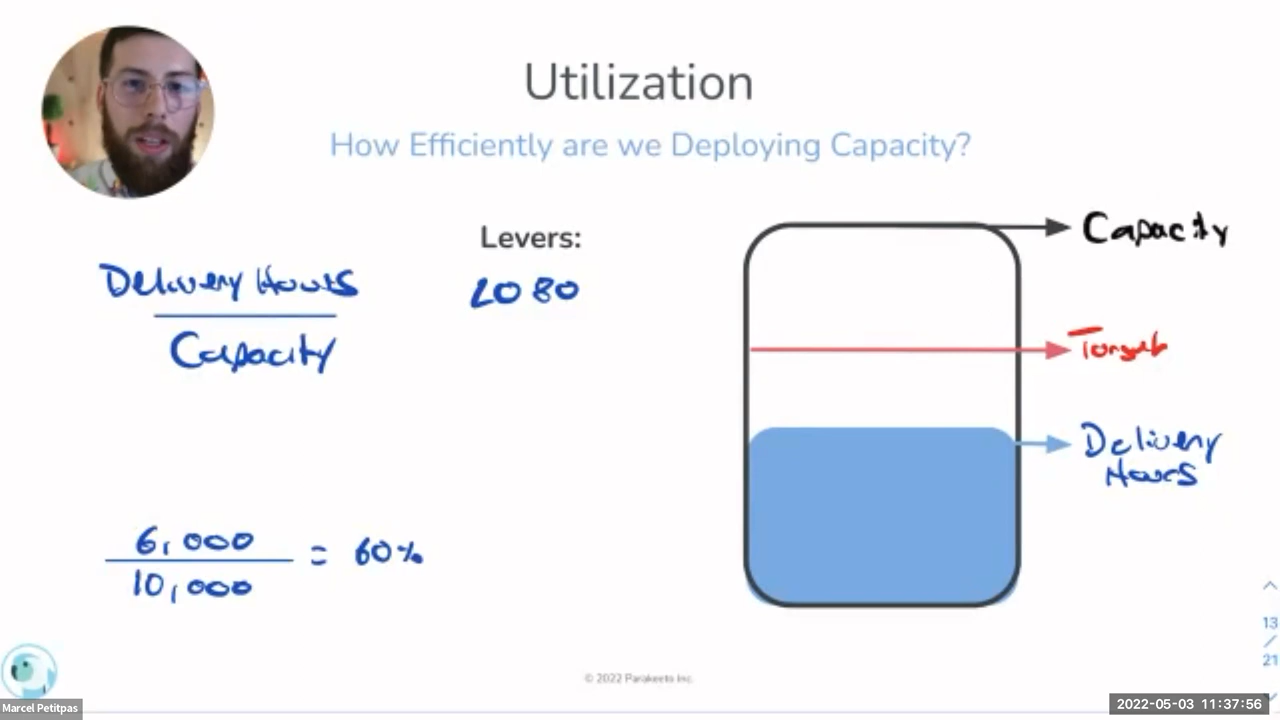 Utilization
How Efficiently are we Deploying Capacity?
Levers:
2080
Delivery Hours
Capacity
6,000
10,000
= 60%
Capacity
Target
Delivery
Hours
© 2022 Parakeeto Inc.
13
/
21
Marcel Petitpas
2022-05-03 11:37:56